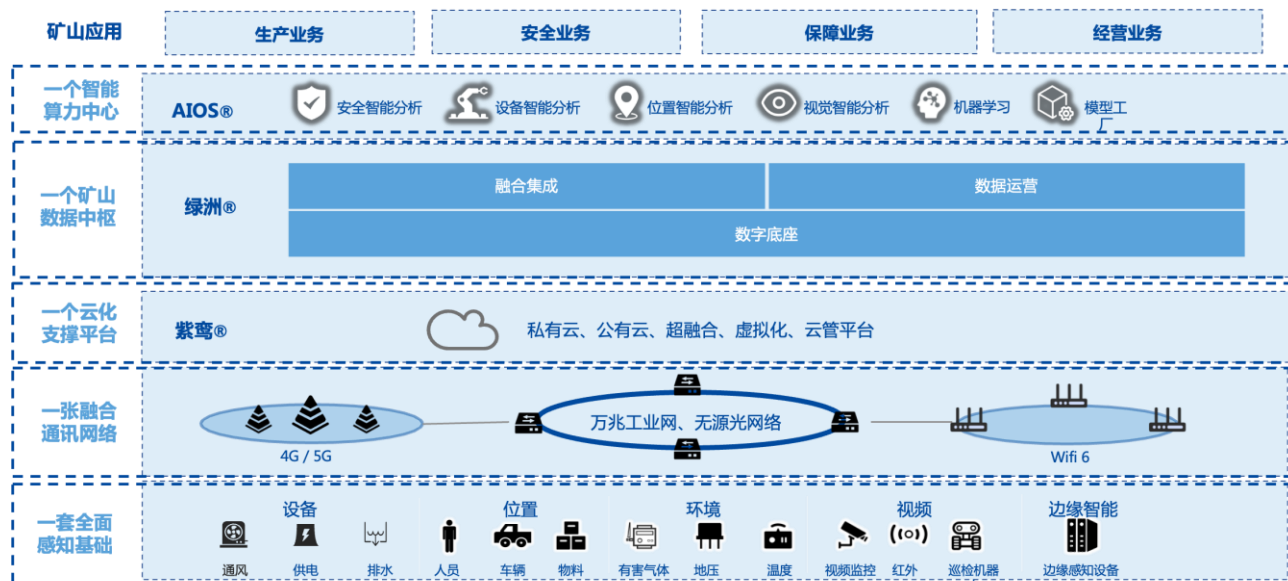 矿山应用
生产业务
安全业务
保障业务
经营业务
一个智能
算力中心
AIOS®
安全智能分析
设备智能分析
位置智能分析
视觉智能分析
机器学习
模型工
厂
一个矿山
数据中枢
绿洲®
融合集成
数据运营
数字底座
一个云化
支撑平台
紫鸾®
私有云、公有云、超融合、虚拟化、云管平台
一张融合
通讯网络
4G / 5G
万兆工业网、无源光网络
Wifi 6
一套全面
感知基础
设备
位置
环境
视频
边缘智能
通风
供电
排水
人员
车辆
物料
有害气体
地压
温度
视频监控
红外
巡检机器
边缘感知设备